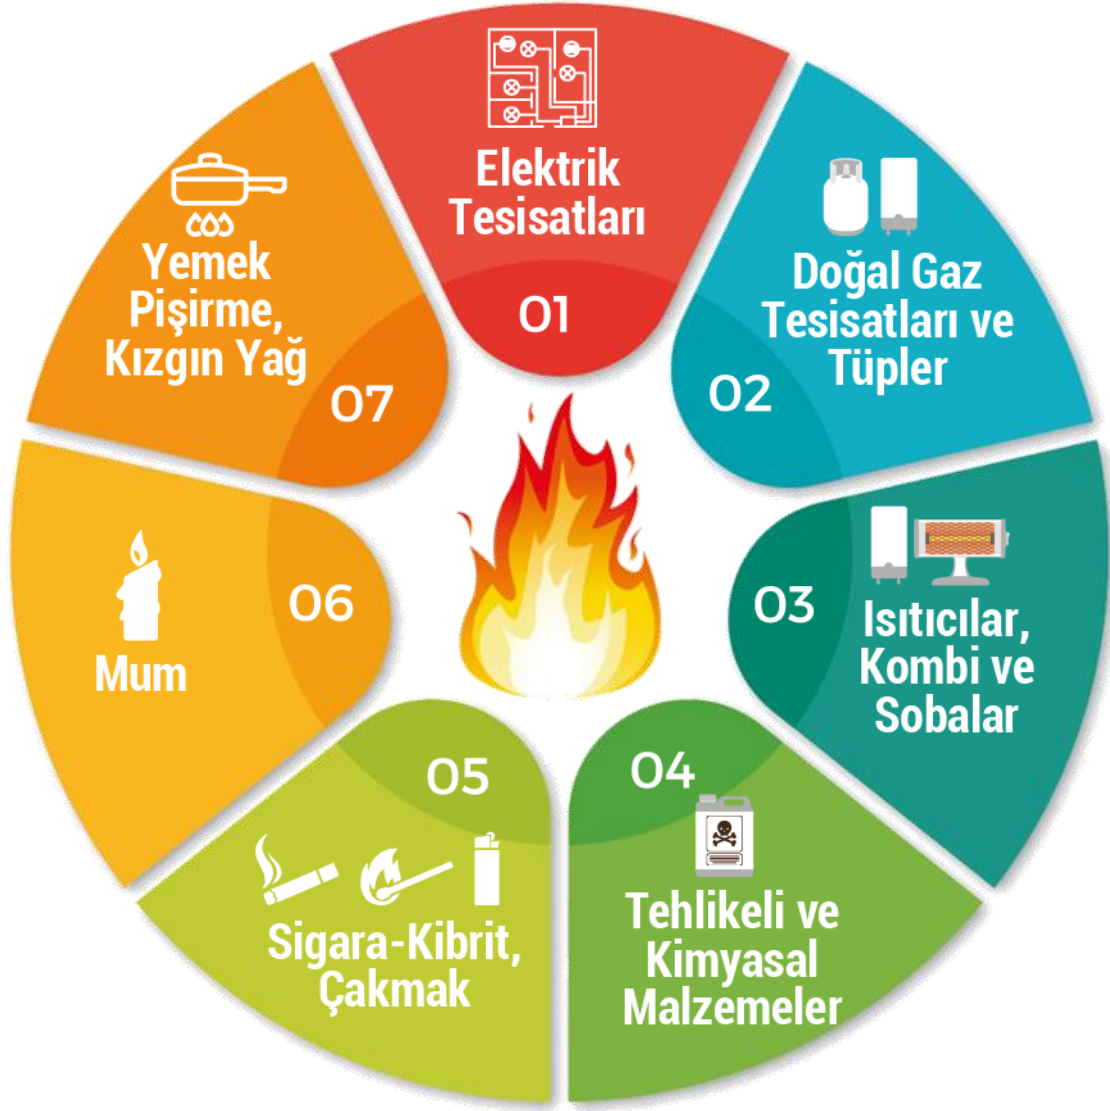 Elektrik
Tesisatları
01
Doğal Gaz
Tesisatları ve
Tüpler
02
03
Isıtıcılar,
Kombi ve
Sobalar
04
Tehlikeli ve
Kimyasal
Malzemeler
05
Sigara-Kibrit,
Çakmak
06
Mum
Yemek
Pişirme,
Kızgın Yağ
07